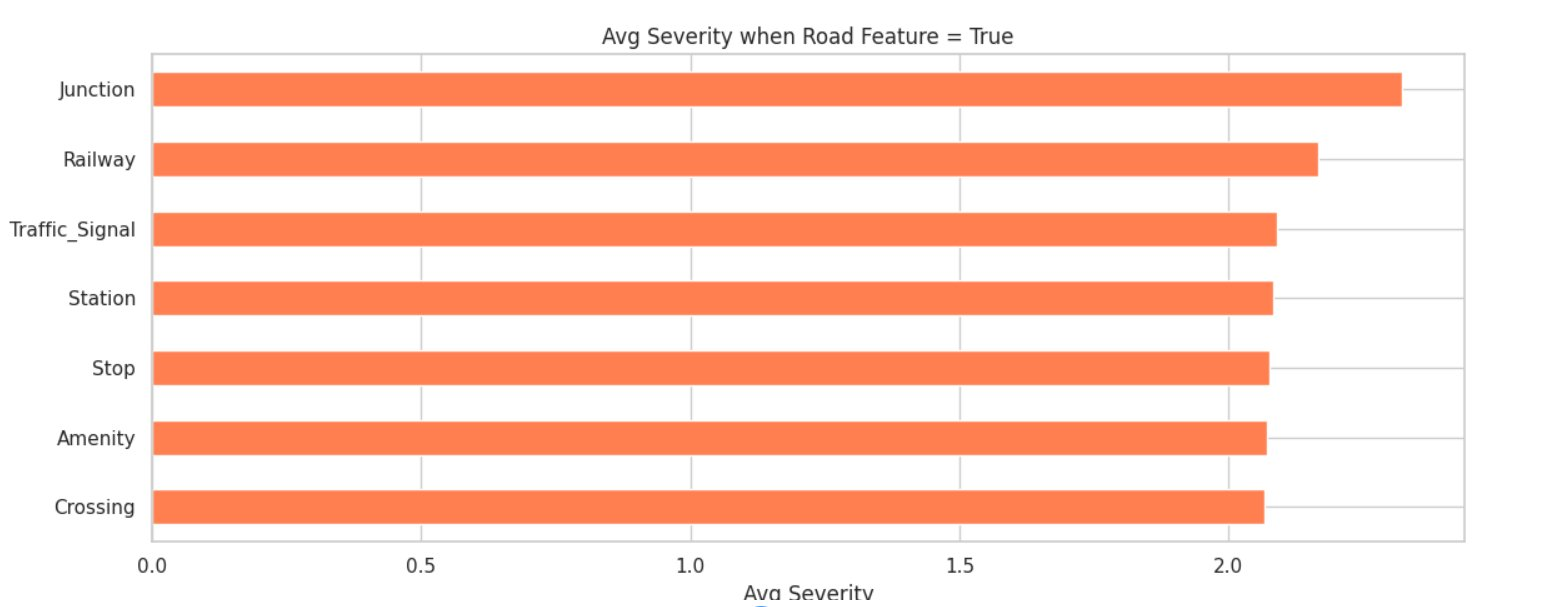 Avg Severity when Road Feature = True
Junction
Railway
Traffic_Signal
Station
Stop
Amenity
Crossing
0.0 0.5 1.0 1.5 2.0
Avg Severity